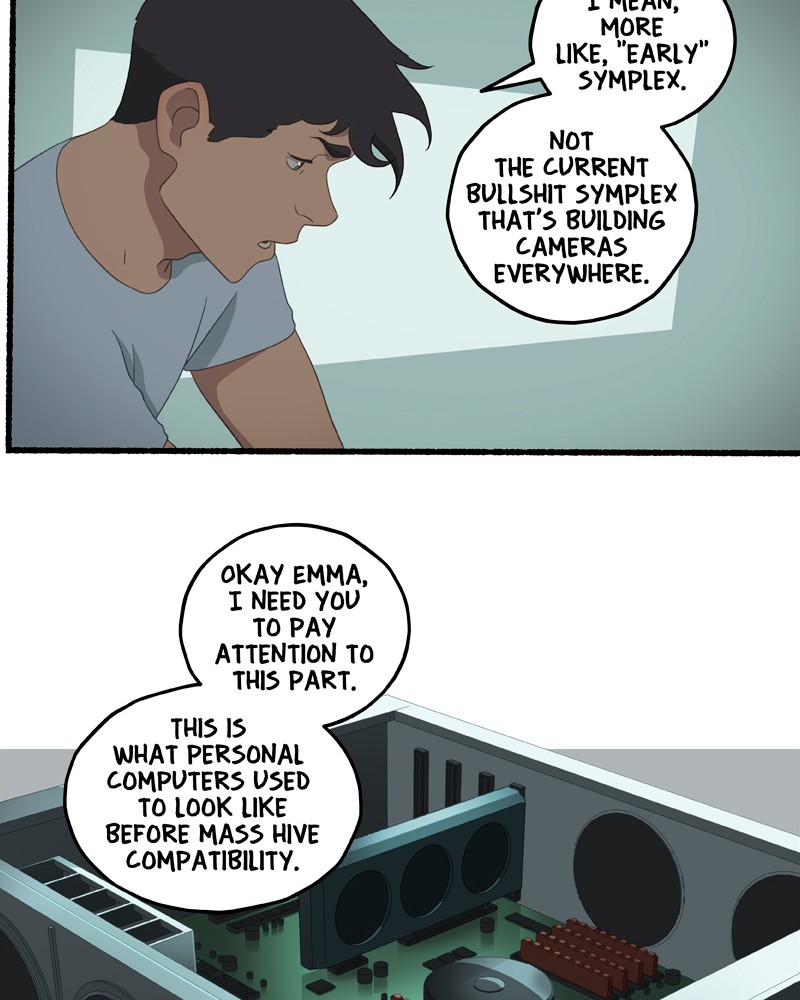 I MEAN,
MORE
LIKE, "EARLY"
SYMPLEX.
NOT
THE CURRENT
BULLSHIT SYMPLEX
THAT'S BUILDING
CAMERAS
EVERYWHERE.
OKAY EMMA,
I NEED YOU
TO PAY
ATTENTION TO
THIS PART.
THIS IS
WHAT PERSONAL
COMPUTERS USED
TO LOOK LIKE
BEFORE MASS HIVE
COMPATIBILITY.